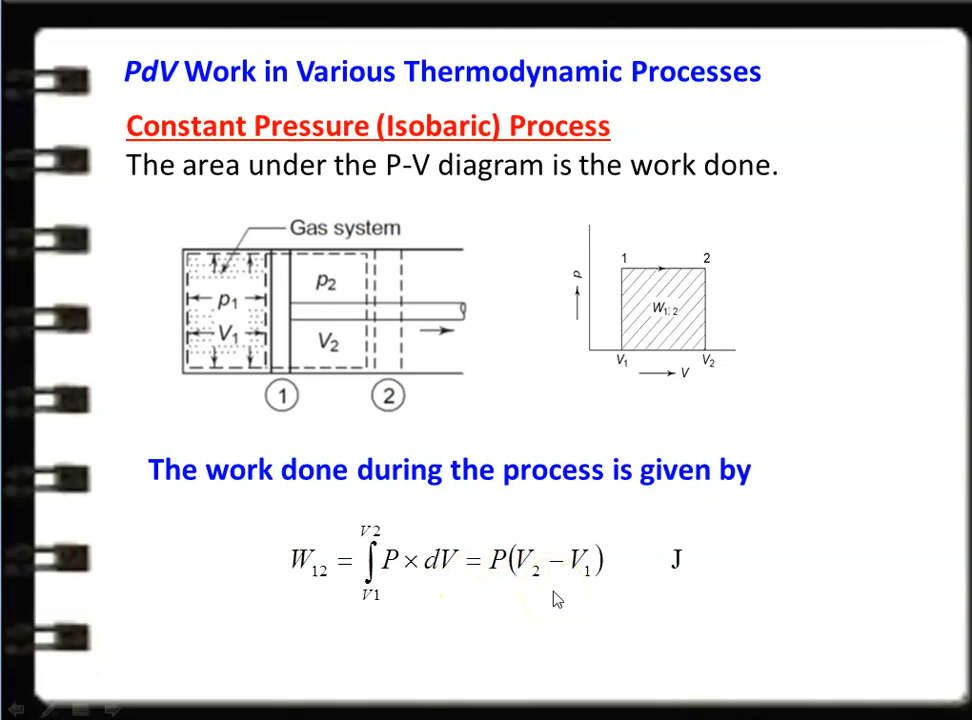 PdV Work in Various Thermodynamic Processes
Constant Pressure (Isobaric) Process
The area under the P-V diagram is the work done.
Gas system
p₁
V₁
p₂
V₂
1
2
p
1
2
W₁₋₂
V₁
V₂
V
The work done during the process is given by
W₁₂ = ∫_{V1}^{V2} P × dV = P(V₂ − V₁) J